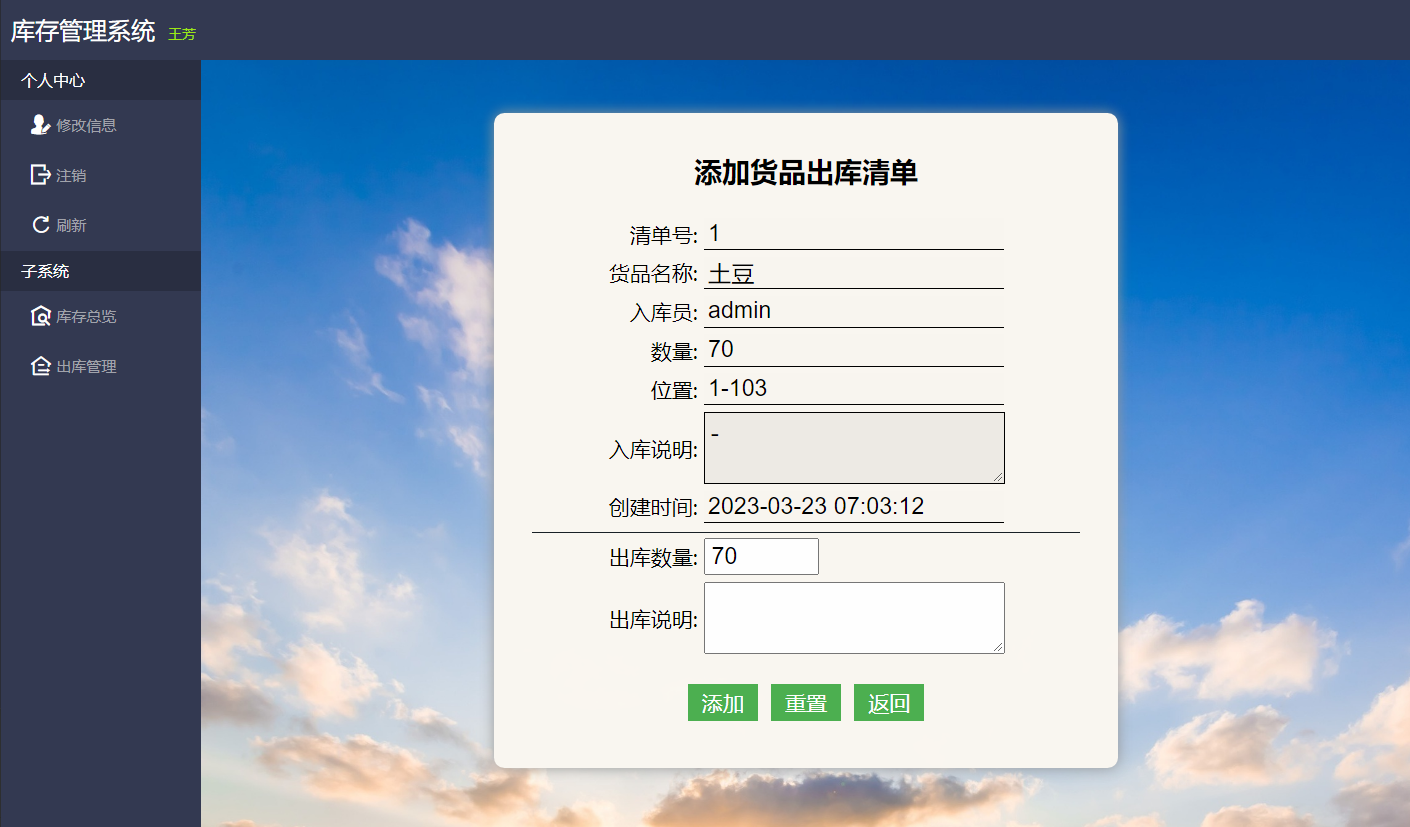 库存管理系统 王芳
个人中心
修改信息
注销
刷新
子系统
库存总览
出库管理
添加货品出库清单
清单号: 1
货品名称: 土豆
入库员: admin
数量: 70
位置: 1-103
入库说明: -
创建时间: 2023-03-23 07:03:12
出库数量: 70
出库说明:
添加 重置 返回